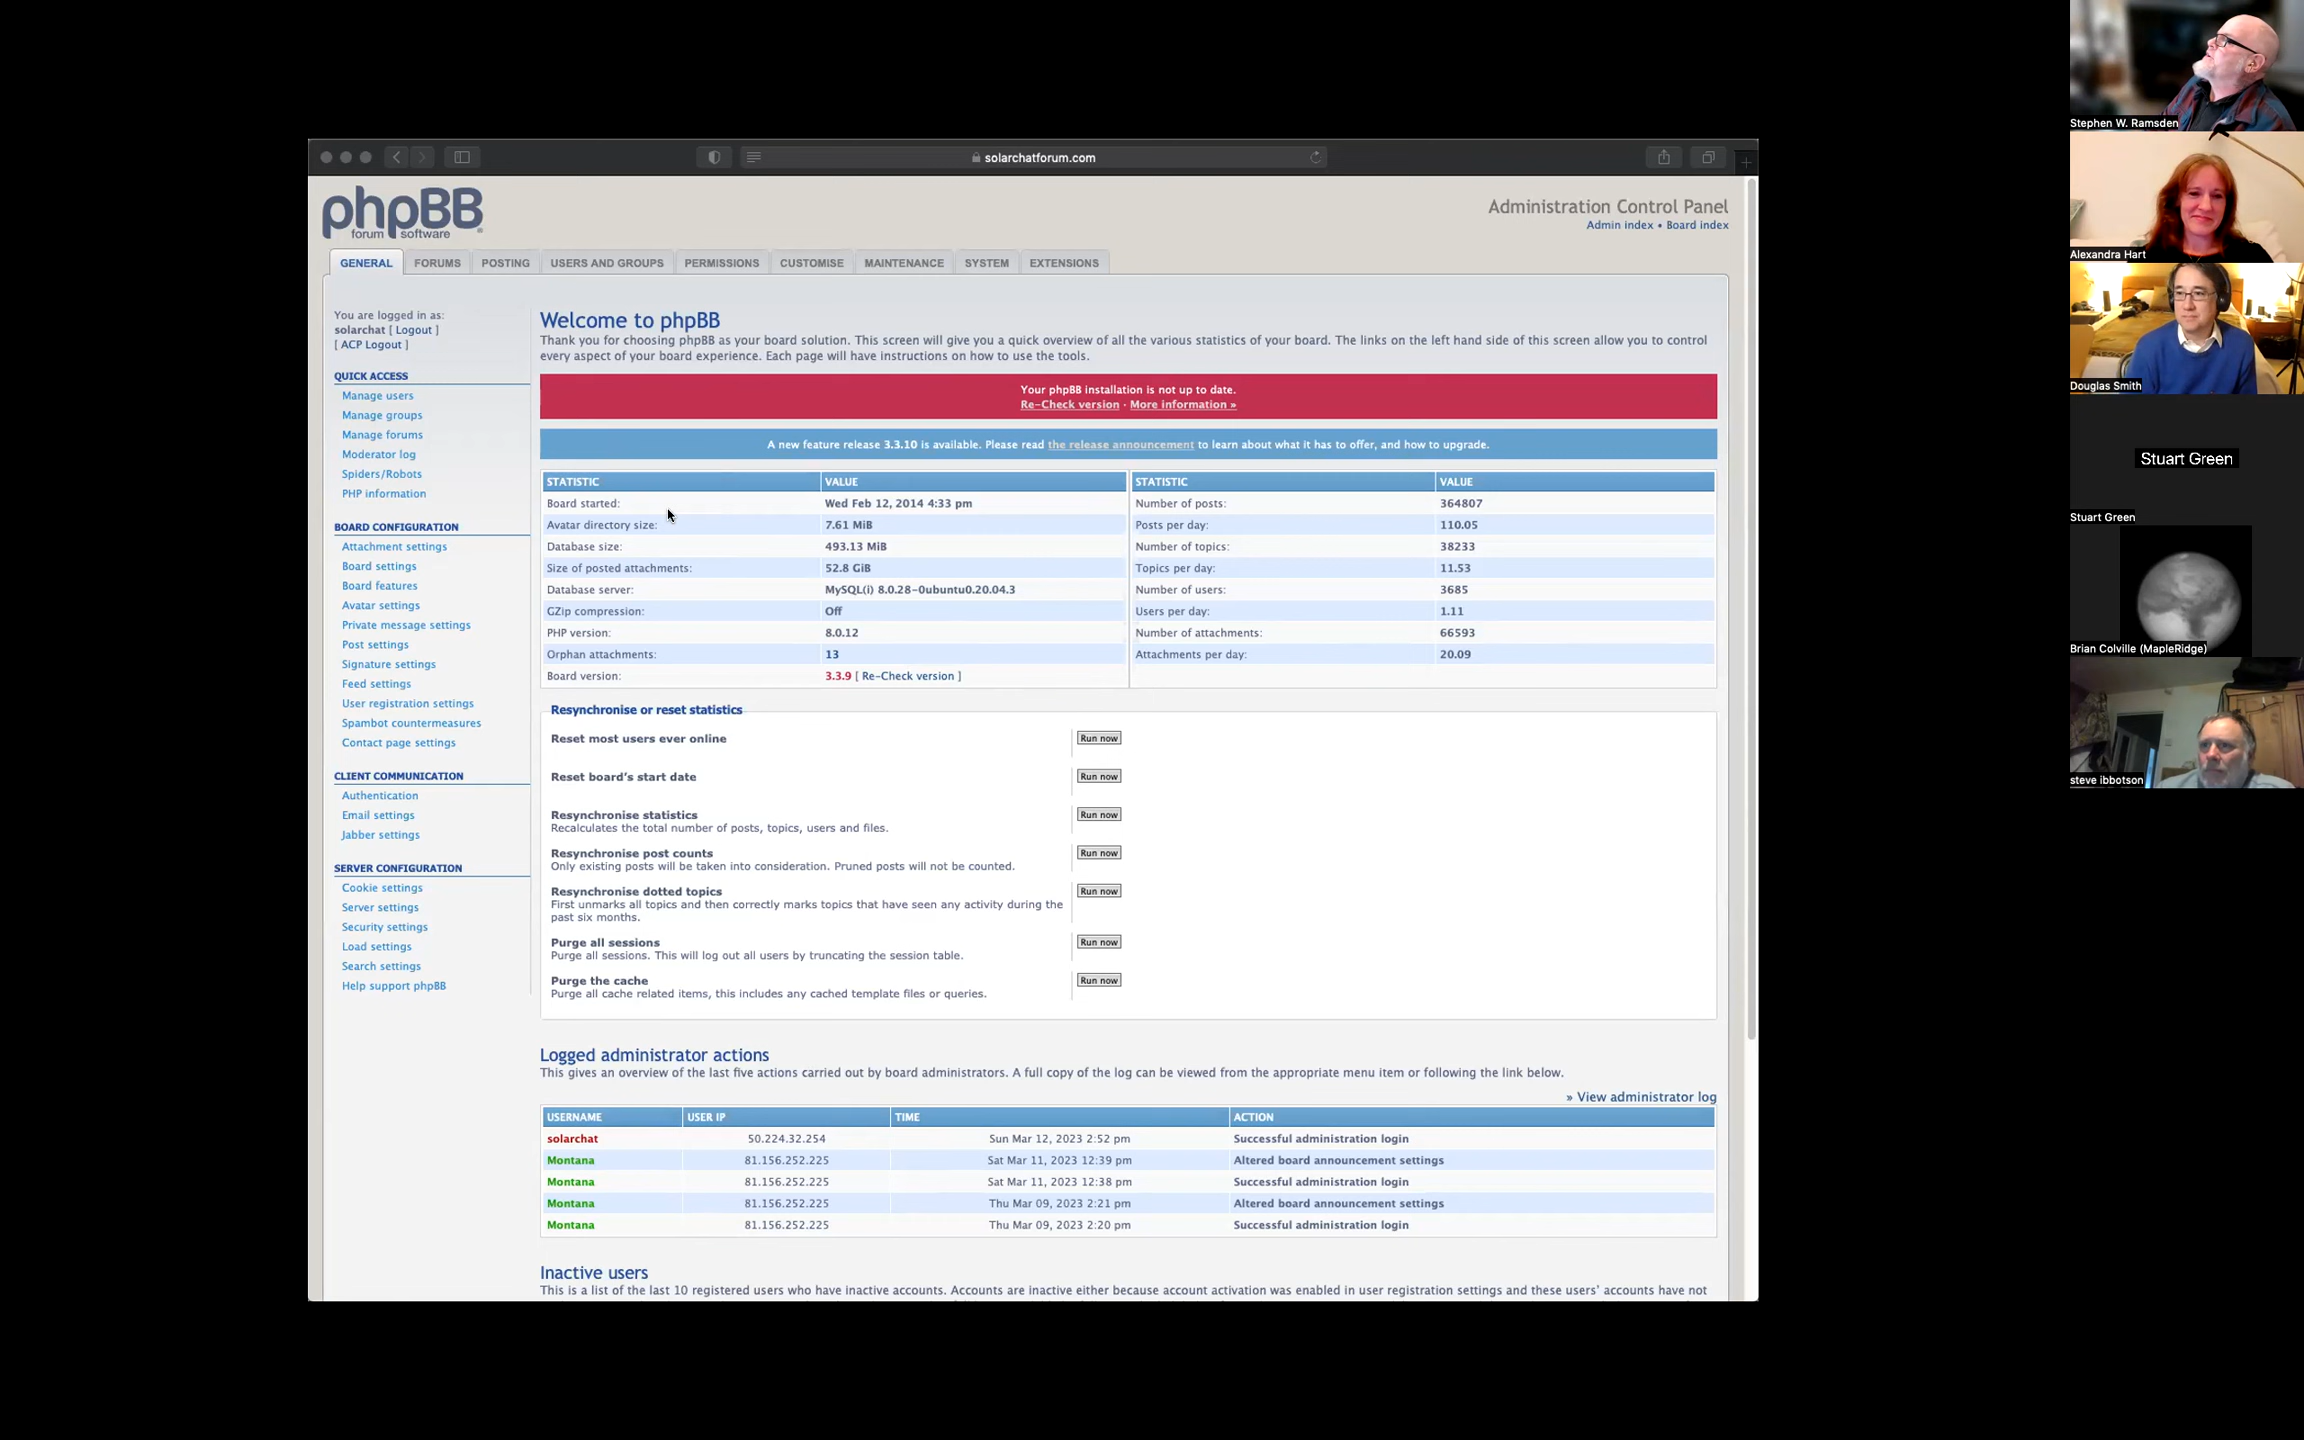 solarchatforum.com
phpBB
forum software
Administration Control Panel
Admin index • Board index
GENERAL
FORUMS
POSTING
USERS AND GROUPS
PERMISSIONS
CUSTOMISE
MAINTENANCE
SYSTEM
EXTENSIONS
You are logged in as:
solarchat [ Logout ]
[ ACP Logout ]
QUICK ACCESS
Manage users
Manage groups
Manage forums
Moderator log
Spiders/Robots
PHP information
BOARD CONFIGURATION
Attachment settings
Board settings
Board features
Avatar settings
Private message settings
Post settings
Signature settings
Feed settings
User registration settings
Spambot countermeasures
Contact page settings
CLIENT COMMUNICATION
Authentication
Email settings
Jabber settings
SERVER CONFIGURATION
Cookie settings
Server settings
Security settings
Load settings
Search settings
Help support phpBB
Welcome to phpBB
Thank you for choosing phpBB as your board solution. This screen will give you a quick overview of all the various statistics of your board. The links on the left hand side of this screen allow you to control
every aspect of your board experience. Each page will have instructions on how to use the tools.
Your phpBB installation is not up to date.
Re-Check version · More information »
A new feature release 3.3.10 is available. Please read the release announcement to learn about what it has to offer, and how to upgrade.
STATISTIC VALUE STATISTIC VALUE
Board started: Wed Feb 12, 2014 4:33 pm Number of posts: 364807
Avatar directory size: 7.61 MiB Posts per day: 110.05
Database size: 493.13 MiB Number of topics: 38233
Size of posted attachments: 52.8 GiB Topics per day: 11.53
Database server: MySQL(i) 8.0.28-0ubuntu0.20.04.3 Number of users: 3685
GZip compression: Off Users per day: 1.11
PHP version: 8.0.12 Number of attachments: 66593
Orphan attachments: 13 Attachments per day: 20.09
Board version: 3.3.9 [ Re-Check version ]
Resynchronise or reset statistics
Reset most users ever online Run now
Reset board's start date Run now
Resynchronise statistics Run now
Recalculates the total number of posts, topics, users and files.
Resynchronise post counts Run now
Only existing posts will be taken into consideration. Pruned posts will not be counted.
Resynchronise dotted topics Run now
First unmarks all topics and then correctly marks topics that have seen any activity during the
past six months.
Purge all sessions Run now
Purge all sessions. This will log out all users by truncating the session table.
Purge the cache Run now
Purge all cache related items, this includes any cached template files or queries.
Logged administrator actions
This gives an overview of the last five actions carried out by board administrators. A full copy of the log can be viewed from the appropriate menu item or following the link below.
» View administrator log
USERNAME USER IP TIME ACTION
solarchat 50.224.32.254 Sun Mar 12, 2023 2:52 pm Successful administration login
Montana 81.156.252.225 Sat Mar 11, 2023 12:39 pm Altered board announcement settings
Montana 81.156.252.225 Sat Mar 11, 2023 12:38 pm Successful administration login
Montana 81.156.252.225 Thu Mar 09, 2023 2:21 pm Altered board announcement settings
Montana 81.156.252.225 Thu Mar 09, 2023 2:20 pm Successful administration login
Inactive users
This is a list of the last 10 registered users who have inactive accounts. Accounts are inactive either because account activation was enabled in user registration settings and these users' accounts have not
Stephen W. Ramsden
Alexandra Hart
Douglas Smith
Stuart Green
Stuart Green
Brian Colville (MapleRidge)
steve ibbotson